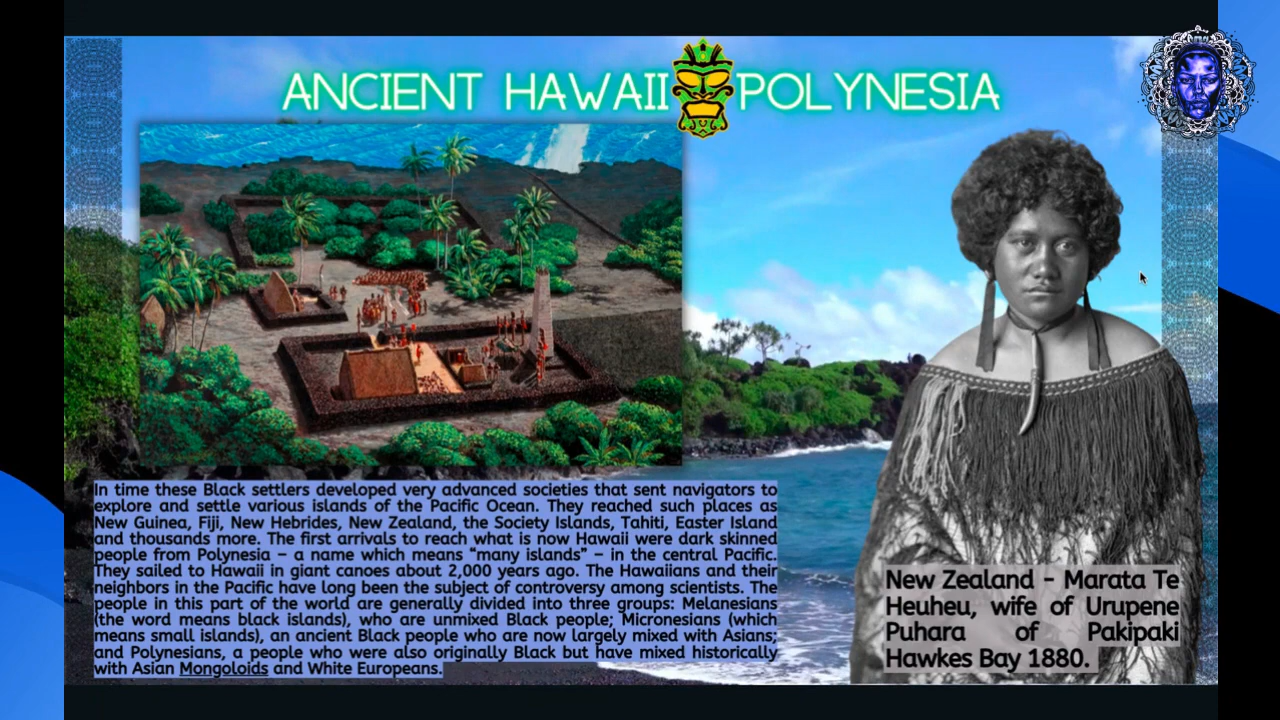 ANCIENT HAWAII POLYNESIA
In time these Black settlers developed very advanced societies that sent navigators to
explore and settle various islands of the Pacific Ocean. They reached such places as
New Guinea, Fiji, New Hebrides, New Zealand, the Society Islands, Tahiti, Easter Island
and thousands more. The first arrivals to reach what is now Hawaii were dark skinned
people from Polynesia – a name which means “many islands” – in the central Pacific.
They sailed to Hawaii in giant canoes about 2,000 years ago. The Hawaiians and their
neighbors in the Pacific have long been the subject of controversy among scientists. The
people in this part of the world are generally divided into three groups: Melanesians
(the word means black islands), who are unmixed Black people; Micronesians (which
means small islands), an ancient Black people who are now largely mixed with Asians;
and Polynesians, a people who were also originally Black but have mixed historically
with Asian Mongoloids and White Europeans.
New Zealand - Marata Te
Heuheu, wife of Urupene
Puhara of Pakipaki
Hawkes Bay 1880.